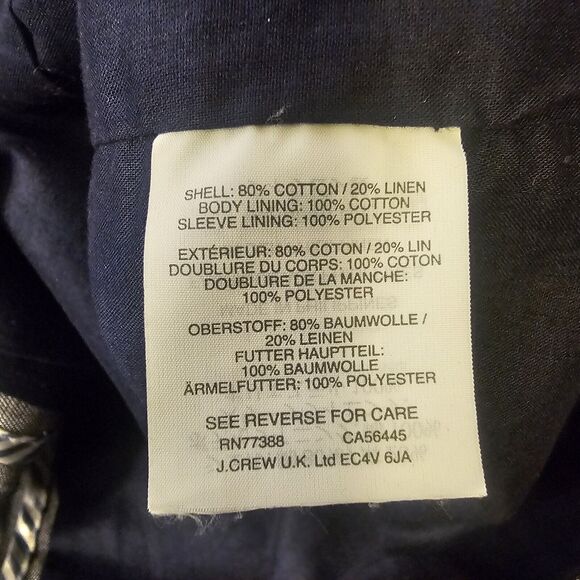 SHELL: 80% COTTON / 20% LINEN
BODY LINING: 100% COTTON
SLEEVE LINING: 100% POLYESTER
EXTÉRIEUR: 80% COTON / 20% LIN
DOUBLURE DU CORPS: 100% COTON
DOUBLURE DE LA MANCHE:
100% POLYESTER
OBERSTOFF: 80% BAUMWOLLE /
20% LEINEN
FUTTER HAUPTTEIL:
100% BAUMWOLLE
ÄRMELFUTTER: 100% POLYESTER
SEE REVERSE FOR CARE
RN77388 CA56445
J.CREW U.K. Ltd EC4V 6JA